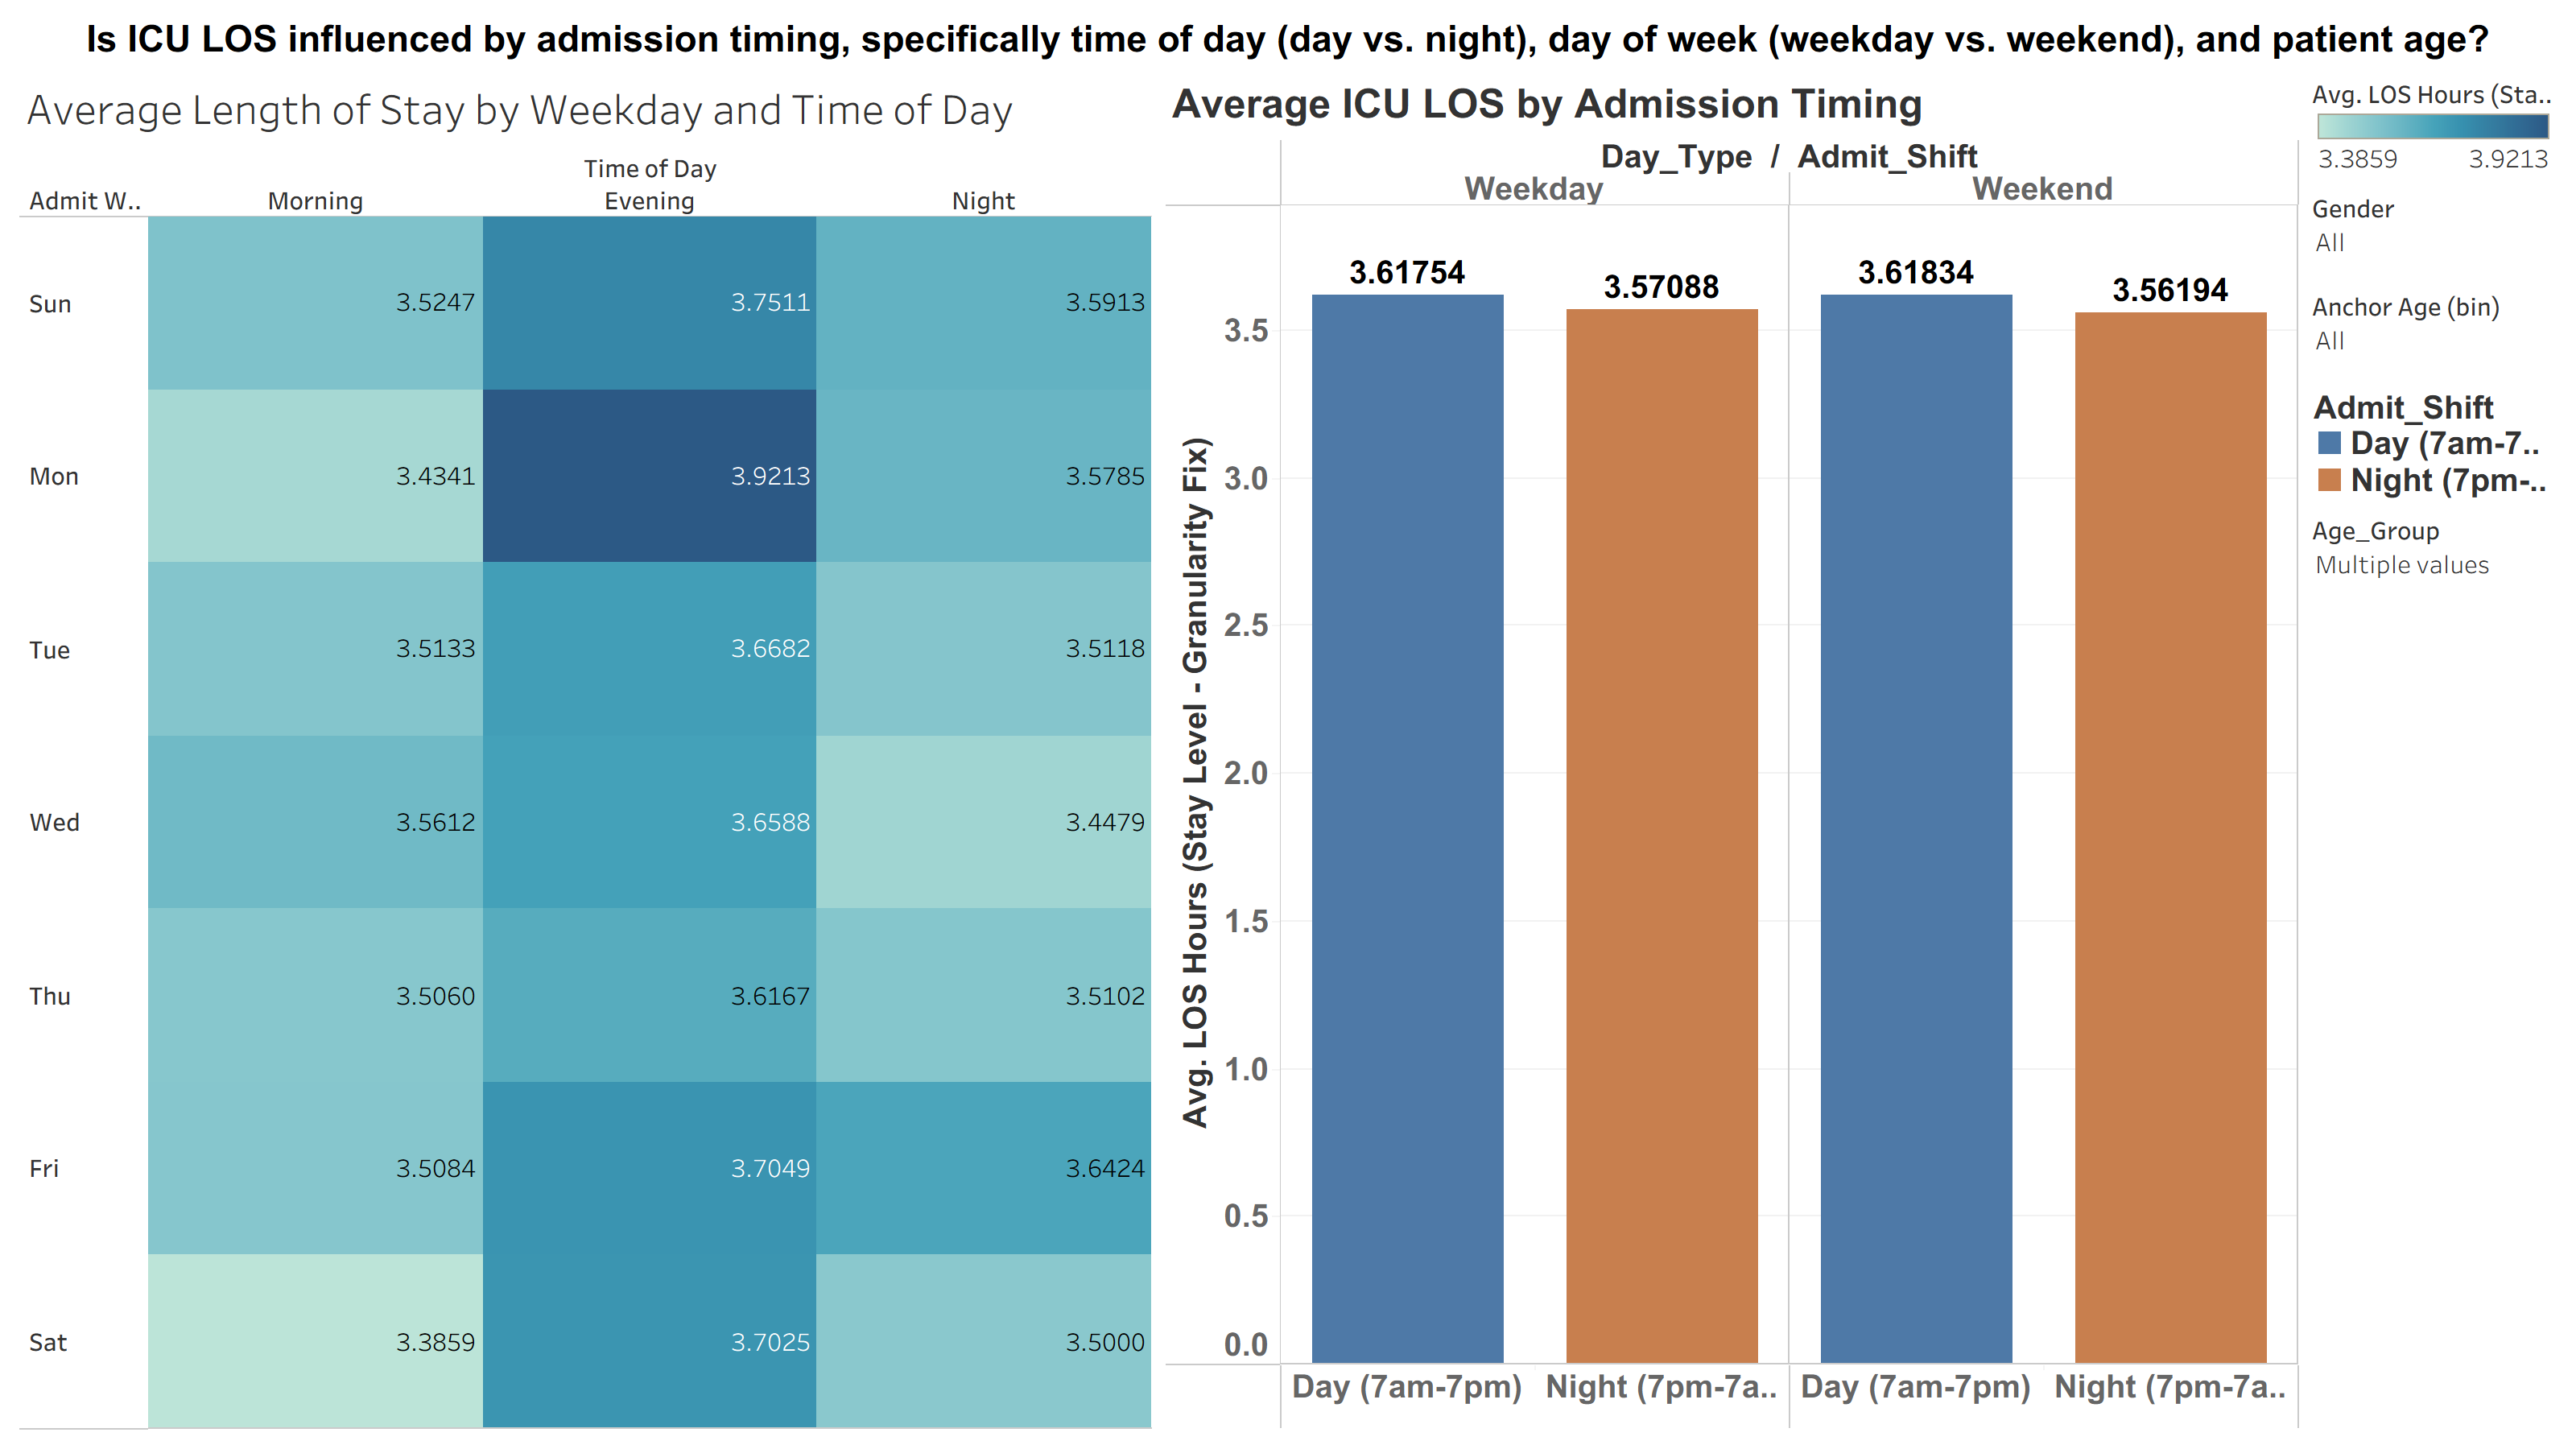 Is ICU LOS influenced by admission timing, specifically time of day (day vs. night), day of week (weekday vs. weekend), and patient age?
Average Length of Stay by Weekday and Time of Day
Time of Day
Admit W.. Morning Evening Night
Sun 3.5247 3.7511 3.5913
Mon 3.4341 3.9213 3.5785
Tue 3.5133 3.6682 3.5118
Wed 3.5612 3.6588 3.4479
Thu 3.5060 3.6167 3.5102
Fri 3.5084 3.7049 3.6424
Sat 3.3859 3.7025 3.5000
Average ICU LOS by Admission Timing
Day_Type / Admit_Shift
Weekday Weekend
3.61754 3.57088 3.61834 3.56194
Avg. LOS Hours (Stay Level - Granularity Fix)
3.5
3.0
2.5
2.0
1.5
1.0
0.5
0.0
Day (7am-7pm) Night (7pm-7a.. Day (7am-7pm) Night (7pm-7a..
Avg. LOS Hours (Sta..
3.3859 3.9213
Gender
All
Anchor Age (bin)
All
Admit_Shift
Day (7am-7..
Night (7pm-..
Age_Group
Multiple values